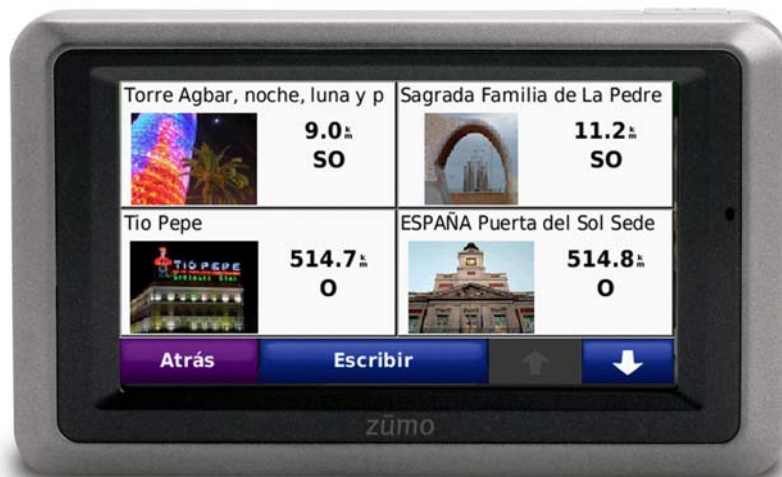 Torre Agbar, noche, luna y p
9.0 k/m
SO
Sagrada Familia de La Pedre
11.2 k/m
SO
Tio Pepe
TIO PEPE
514.7 k/m
O
ESPAÑA Puerta del Sol Sede
514.8 k/m
O
Atrás
Escribir
zūmo